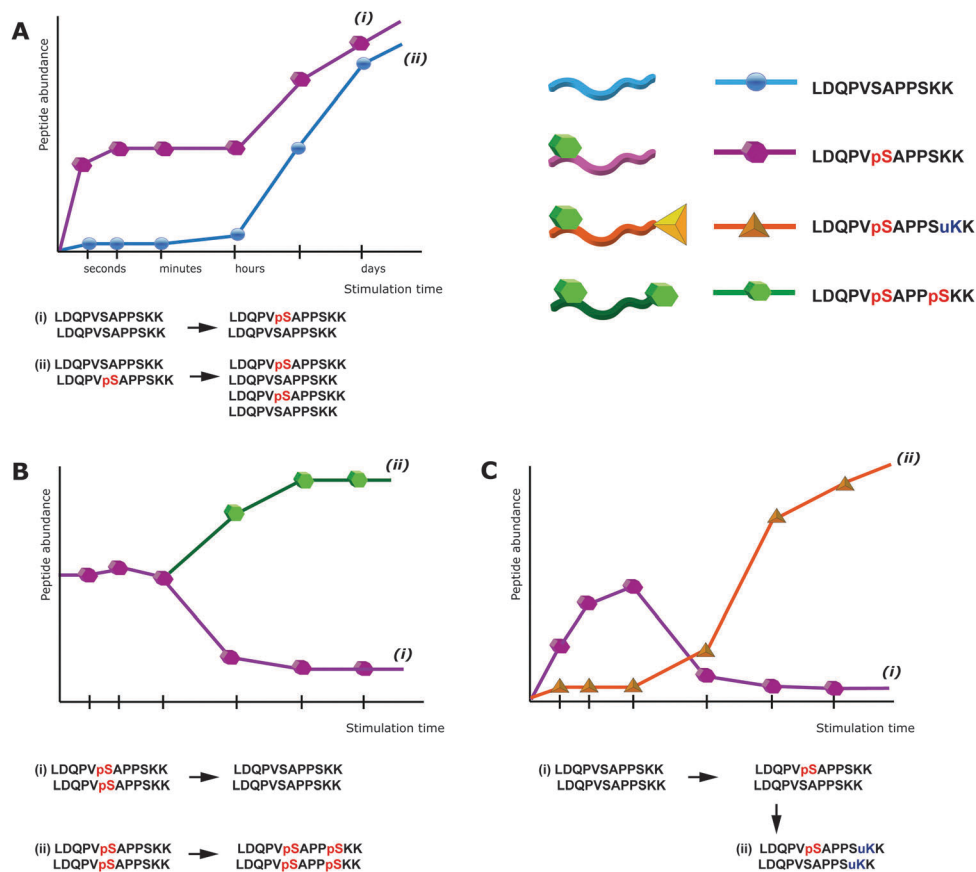 A
Peptide abundance
(i)
(ii)
seconds minutes hours days
Stimulation time
(i) LDQPVSAPPSKK LDQPVpSAPPSKK
LDQPVSAPPSKK LDQPVSAPPSKK
(ii) LDQPVSAPPSKK LDQPVpSAPPSKK
LDQPVpSAPPSKK LDQPVSAPPSKK
LDQPVpSAPPSKK
LDQPVSAPPSKK
LDQPVSAPPSKK
LDQPVpSAPPSKK
LDQPVpSAPPSuKK
LDQPVpSAPPpSKK
B
Peptide abundance
(ii)
(i)
Stimulation time
(i) LDQPVpSAPPSKK LDQPVSAPPSKK
LDQPVpSAPPSKK LDQPVSAPPSKK
(ii) LDQPVpSAPPSKK LDQPVpSAPPpSKK
LDQPVpSAPPSKK LDQPVpSAPPpSKK
C
Peptide abundance
(ii)
(i)
Stimulation time
(i) LDQPVSAPPSKK LDQPVpSAPPSKK
LDQPVSAPPSKK LDQPVSAPPSKK
(ii) LDQPVpSAPPSuKK
LDQPVSAPPSuKK